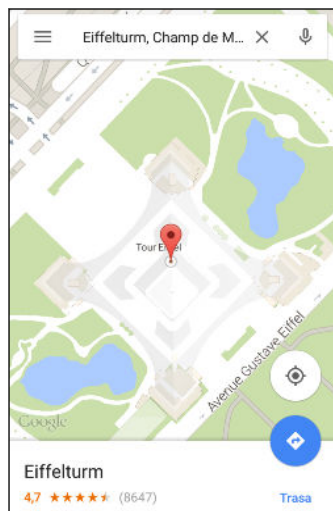 Eiffelturm, Champ de M...
Q
Tour Eiffel
Avenue Gustave Eiffel
Google
Eiffelturm
4,7 (8647)
Trasa